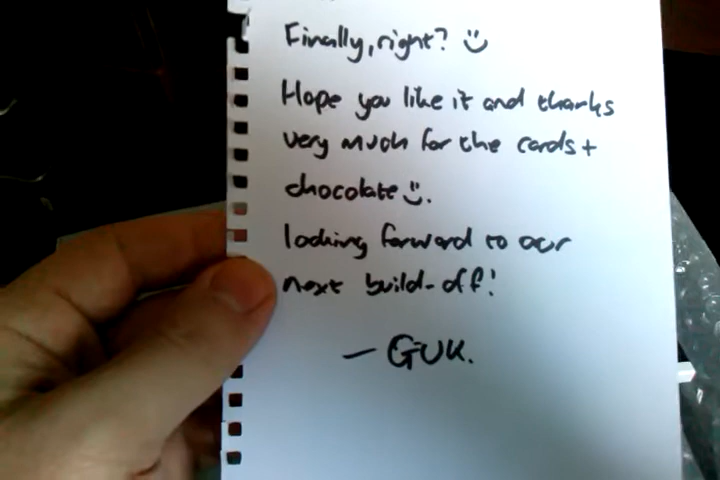 Finally, right? :)
Hope you like it and thanks
very much for the cards +
chocolate :).
looking forward to our
next build-off!
— GUK.